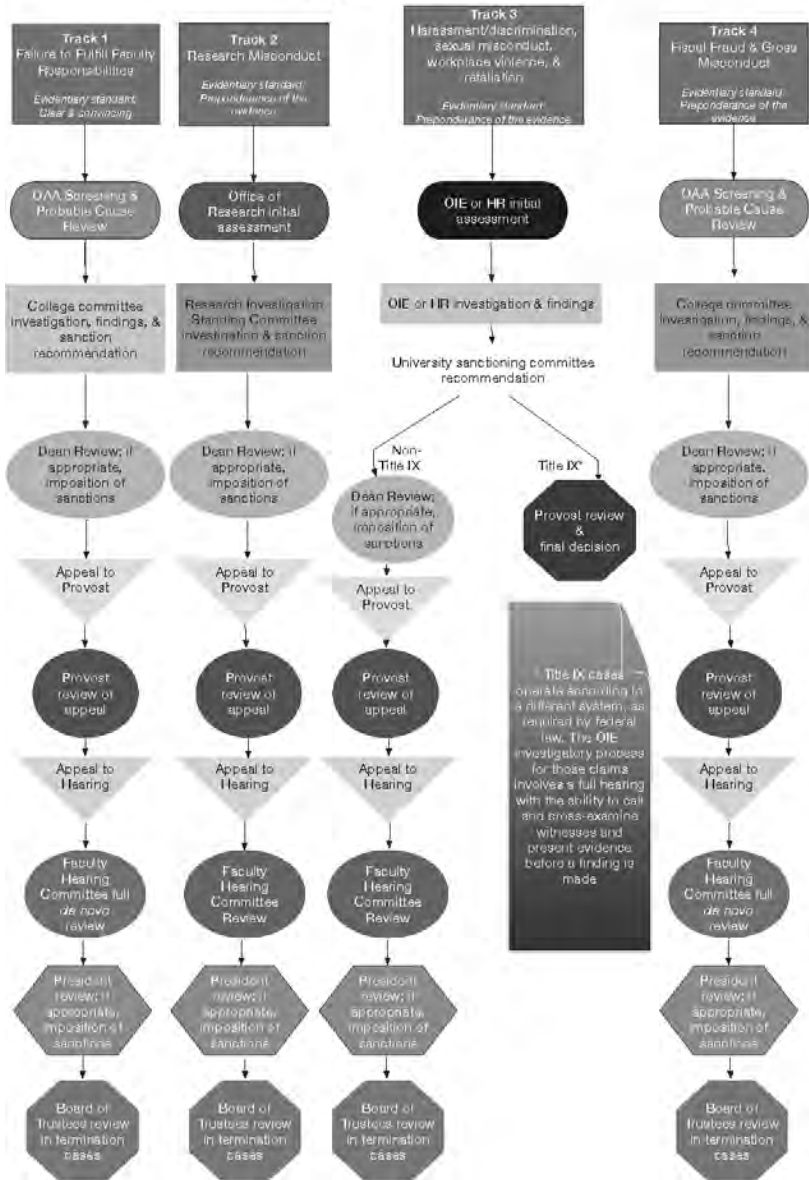 Track 1
Failure to Fulfill Faculty
Responsibilities
Evidentiary standard:
Clear & convincing
OAA Screening &
Probable Cause
Review
College committee
investigation, findings, &
sanction
recommendation
Dean Review; if
appropriate,
imposition of
sanctions
Appeal to
Provost
Provost
review of
appeal
Appeal to
Hearing
Faculty
Hearing
Committee full
de novo
review
President
review; if
appropriate,
imposition of
sanctions
Board of
Trustees review
in termination
cases
Track 2
Research Misconduct
Evidentiary standard:
Preponderance of the
evidence
Office of
Research initial
assessment
Research Investigation
Standing Committee
investigation & sanction
recommendation
Dean Review; if
appropriate,
imposition of
sanctions
Appeal to
Provost
Provost
review of
appeal
Appeal to
Hearing
Faculty
Hearing
Committee
Review
President
review; if
appropriate,
imposition of
sanctions
Board of
Trustees review
in termination
cases
Track 3
Harassment/discrimination,
sexual misconduct,
workplace violence, &
retaliation
Evidentiary standard:
Preponderance of the evidence
OIE or HR initial
assessment
OIE or HR investigation & findings
University sanctioning committee
recommendation
Non-
Title IX
Dean Review;
if appropriate,
imposition of
sanctions
Appeal to
Provost
Provost
review of
appeal
Appeal to
Hearing
Faculty
Hearing
Committee
Review
President
review; if
appropriate,
imposition of
sanctions
Board of
Trustees review
in termination
cases
Title IX*
Provost review
&
final decision
* Title IX cases
operate according to
a different system, as
required by federal
law. The OIE
investigatory process
for those claims
involves a full hearing
with the ability to call
and cross-examine
witnesses and
present evidence
before a finding is
made
Track 4
Fiscal Fraud & Gross
Misconduct
Evidentiary standard:
Preponderance of the
evidence
OAA Screening &
Probable Cause
Review
College committee
investigation, findings, &
sanction
recommendation
Dean Review; if
appropriate,
imposition of
sanctions
Appeal to
Provost
Provost
review of
appeal
Appeal to
Hearing
Faculty
Hearing
Committee full
de novo
review
President
review; if
appropriate,
imposition of
sanctions
Board of
Trustees review
in termination
cases